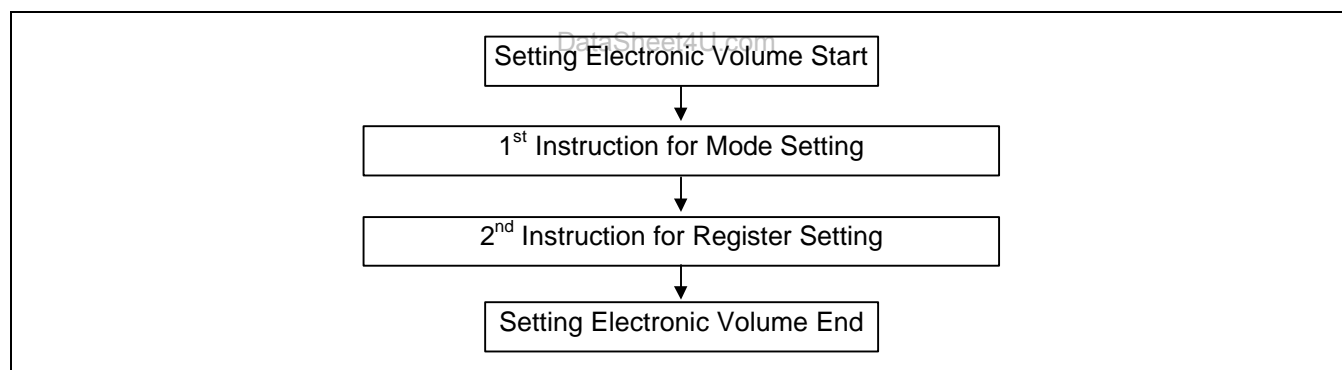 DataSheet4U.com
Setting Electronic Volume Start
1st Instruction for Mode Setting
2nd Instruction for Register Setting
Setting Electronic Volume End